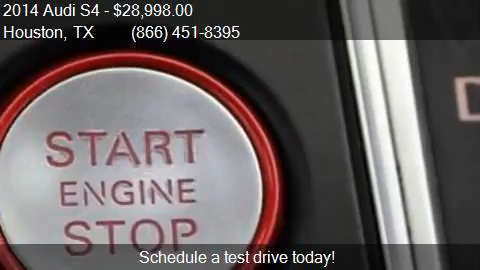 2014 Audi S4 - $28,998.00
Houston, TX (866) 451-8395
START
ENGINE
STOP
Schedule a test drive today!